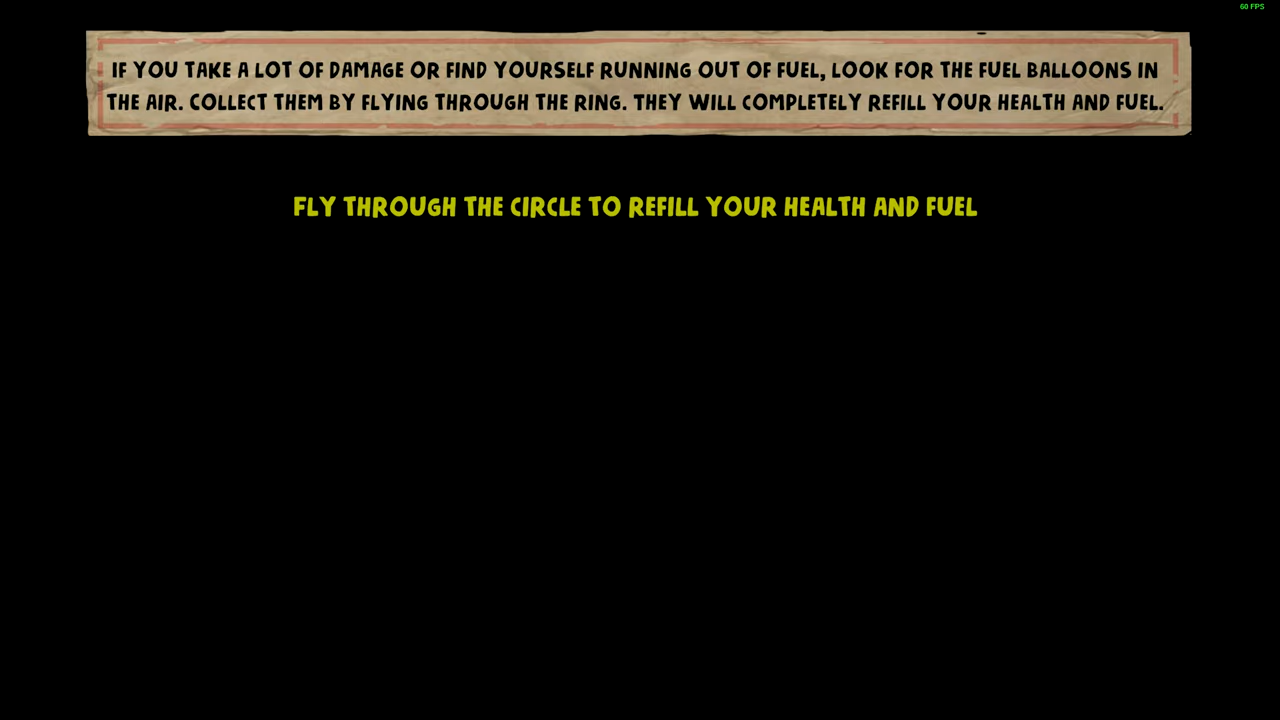 60 FPS
IF YOU TAKE A LOT OF DAMAGE OR FIND YOURSELF RUNNING OUT OF FUEL, LOOK FOR THE FUEL BALLOONS IN
THE AIR. COLLECT THEM BY FLYING THROUGH THE RING. THEY WILL COMPLETELY REFILL YOUR HEALTH AND FUEL.
FLY THROUGH THE CIRCLE TO REFILL YOUR HEALTH AND FUEL